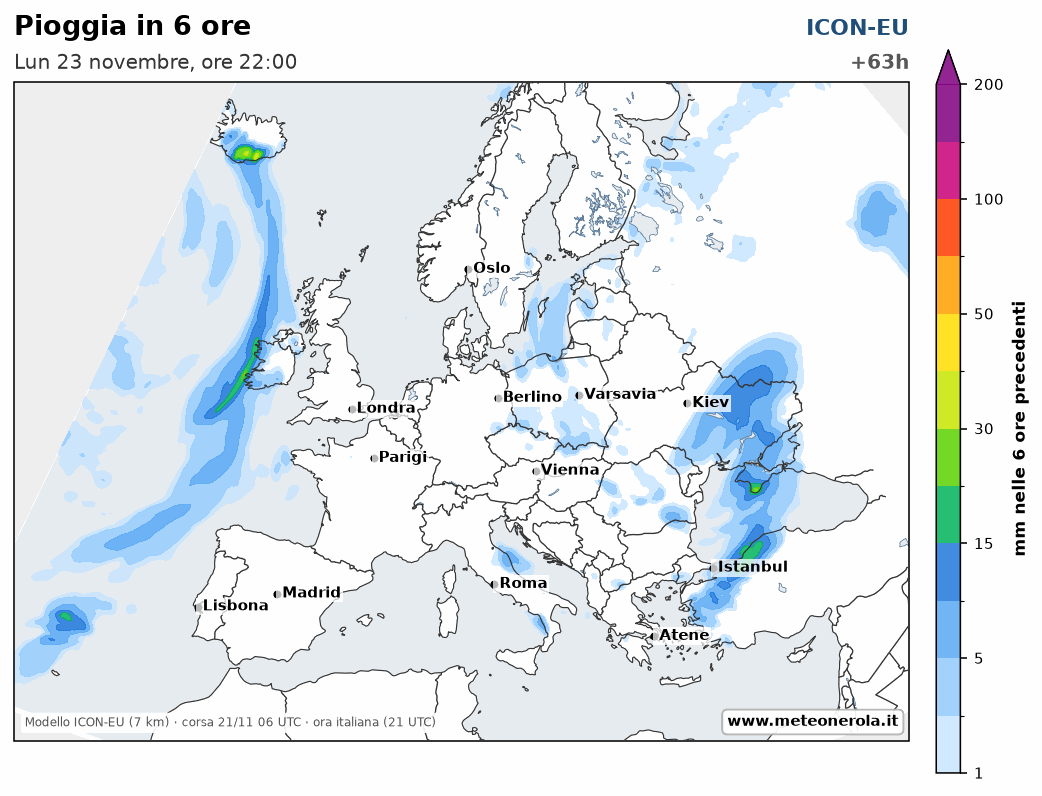 Pioggia in 6 ore
ICON-EU
Lun 23 novembre, ore 22:00
+63h
Oslo
Londra
Berlino
Varsavia
Kiev
Parigi
Vienna
Istanbul
Roma
Madrid
Lisbona
Atene
Modello ICON-EU (7 km) · corsa 21/11 06 UTC · ora italiana (21 UTC)
www.meteonerola.it
200
100
50
30
15
5
1
mm nelle 6 ore precedenti